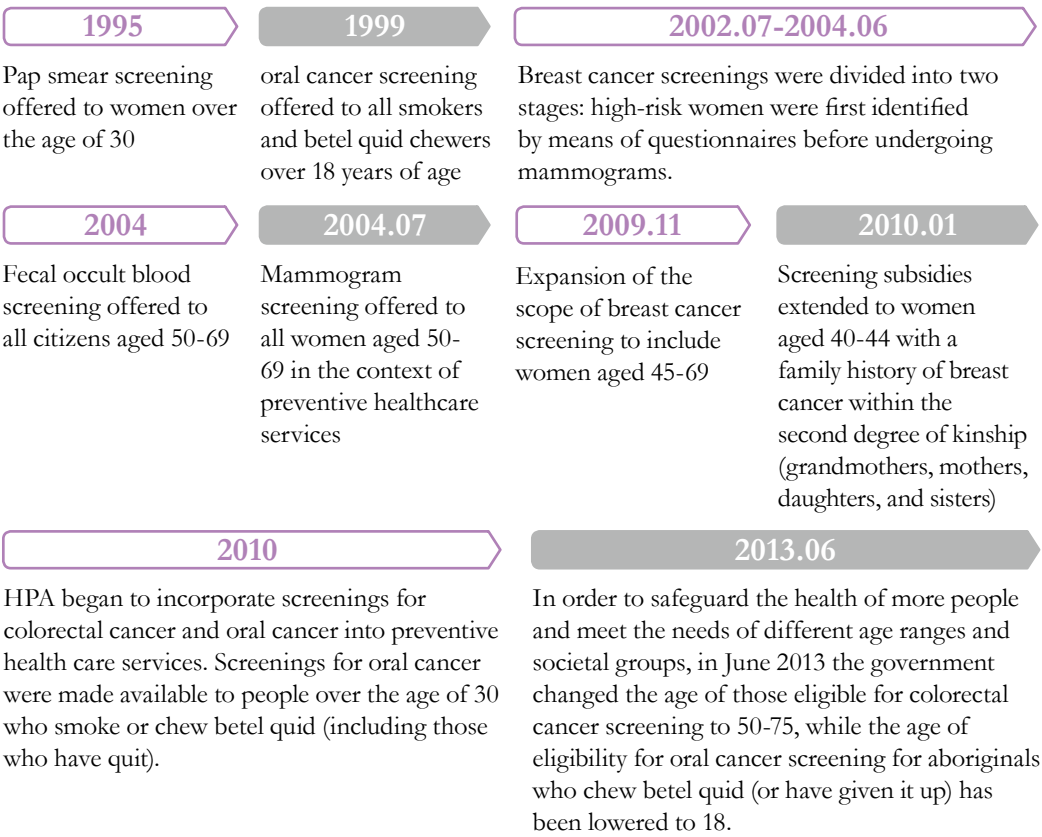 1995
Pap smear screening
offered to women over
the age of 30
1999
oral cancer screening
offered to all smokers
and betel quid chewers
over 18 years of age
2002.07-2004.06
Breast cancer screenings were divided into two
stages: high-risk women were first identified
by means of questionnaires before undergoing
mammograms.
2004
Fecal occult blood
screening offered to
all citizens aged 50-69
2004.07
Mammogram
screening offered to
all women aged 50-
69 in the context of
preventive healthcare
services
2009.11
Expansion of the
scope of breast cancer
screening to include
women aged 45-69
2010.01
Screening subsidies
extended to women
aged 40-44 with a
family history of breast
cancer within the
second degree of kinship
(grandmothers, mothers,
daughters, and sisters)
2010
HPA began to incorporate screenings for
colorectal cancer and oral cancer into preventive
health care services. Screenings for oral cancer
were made available to people over the age of 30
who smoke or chew betel quid (including those
who have quit).
2013.06
In order to safeguard the health of more people
and meet the needs of different age ranges and
societal groups, in June 2013 the government
changed the age of those eligible for colorectal
cancer screening to 50-75, while the age of
eligibility for oral cancer screening for aboriginals
who chew betel quid (or have given it up) has
been lowered to 18.